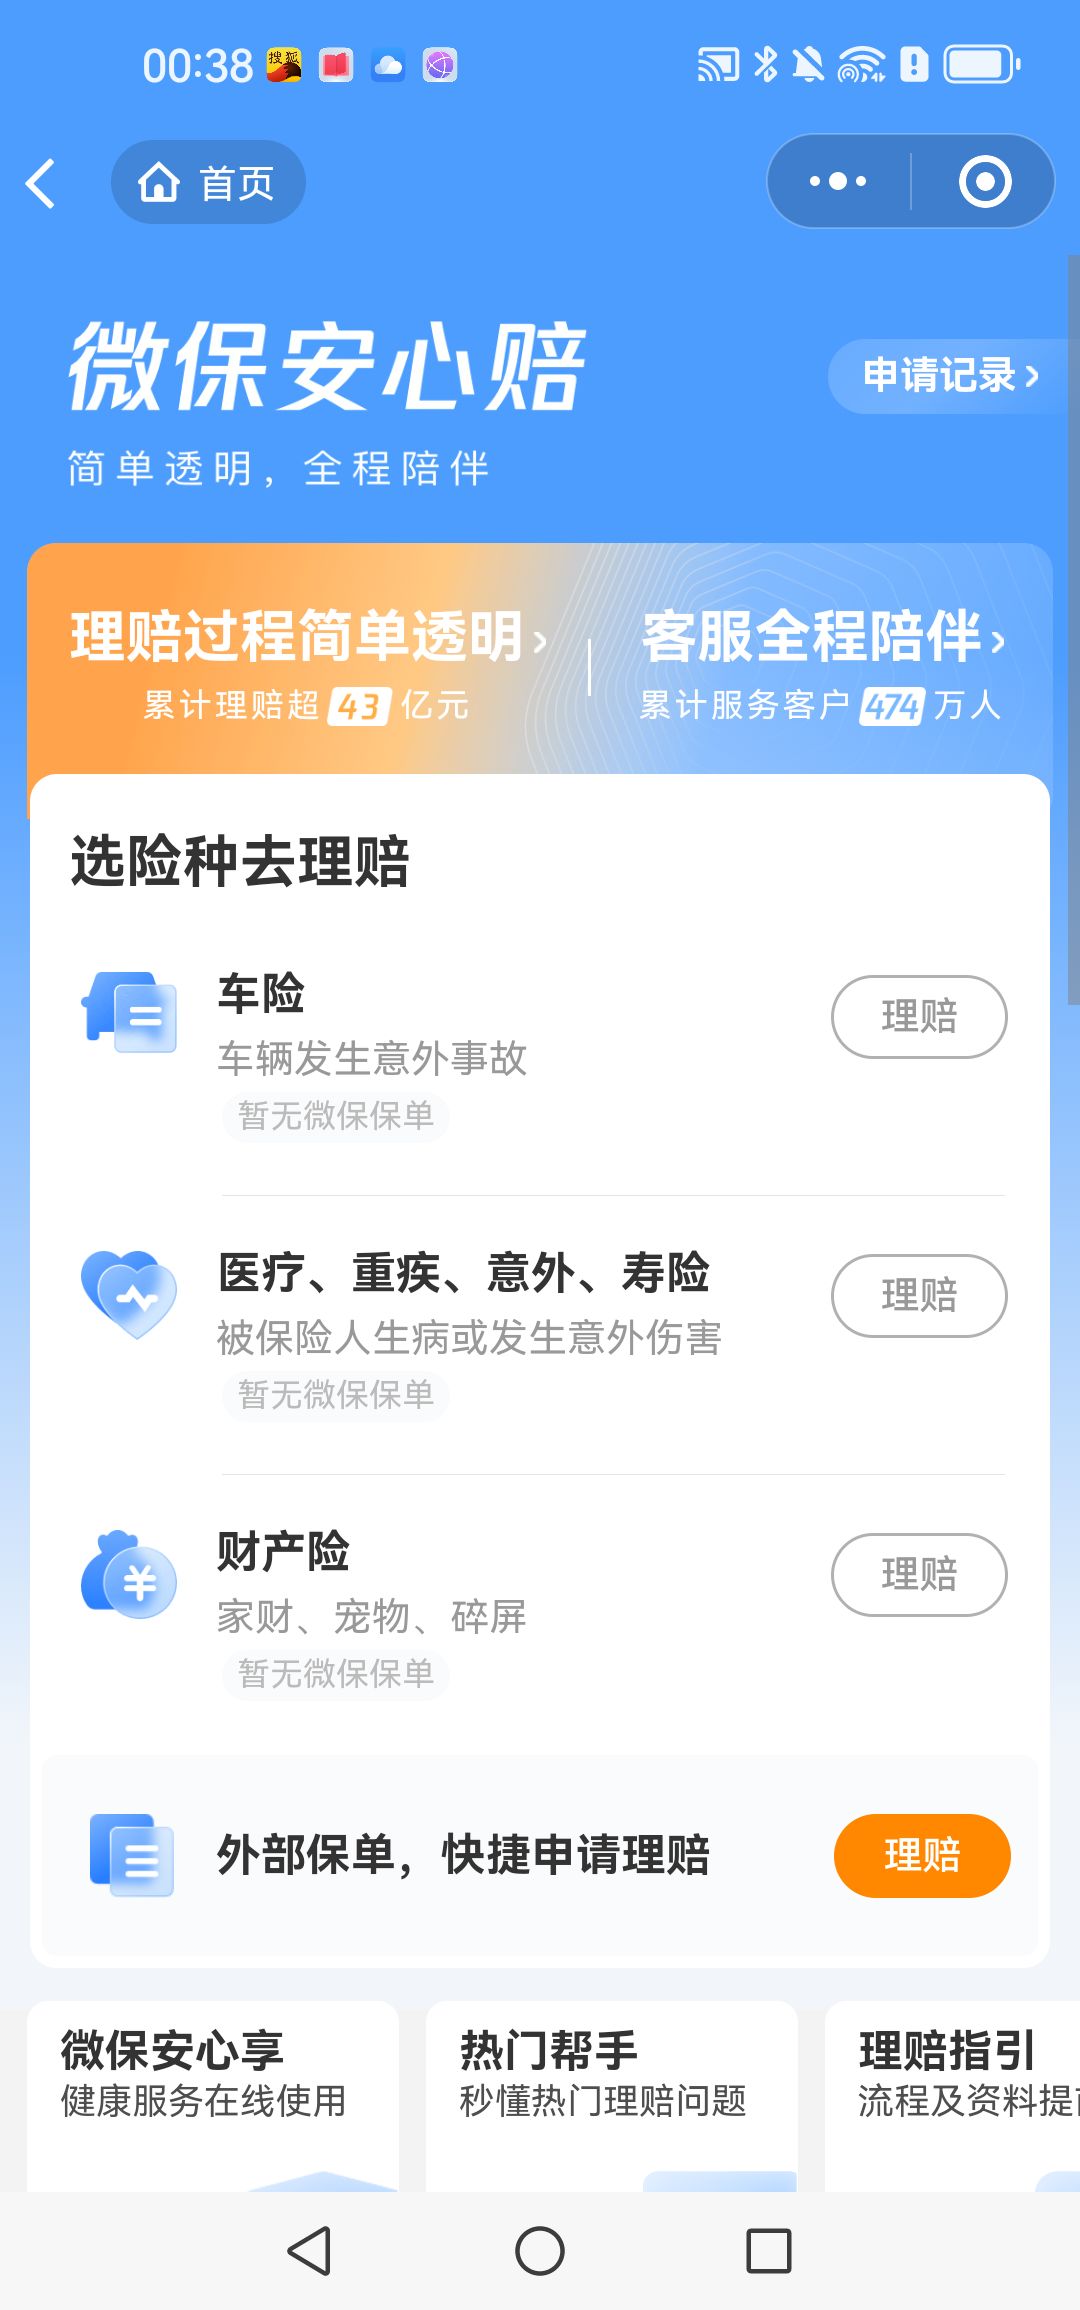 00:38
搜狐
首页
微保安心赔
申请记录
简单透明，全程陪伴
理赔过程简单透明
客服全程陪伴
累计理赔超 43 亿元
累计服务客户 474 万人
选险种去理赔
车险
理赔
车辆发生意外事故
暂无微保保单
医疗、重疾、意外、寿险
理赔
被保险人生病或发生意外伤害
暂无微保保单
财产险
理赔
家财、宠物、碎屏
暂无微保保单
外部保单，快捷申请理赔
理赔
微保安心享
热门帮手
理赔指引
健康服务在线使用
秒懂热门理赔问题
流程及资料提